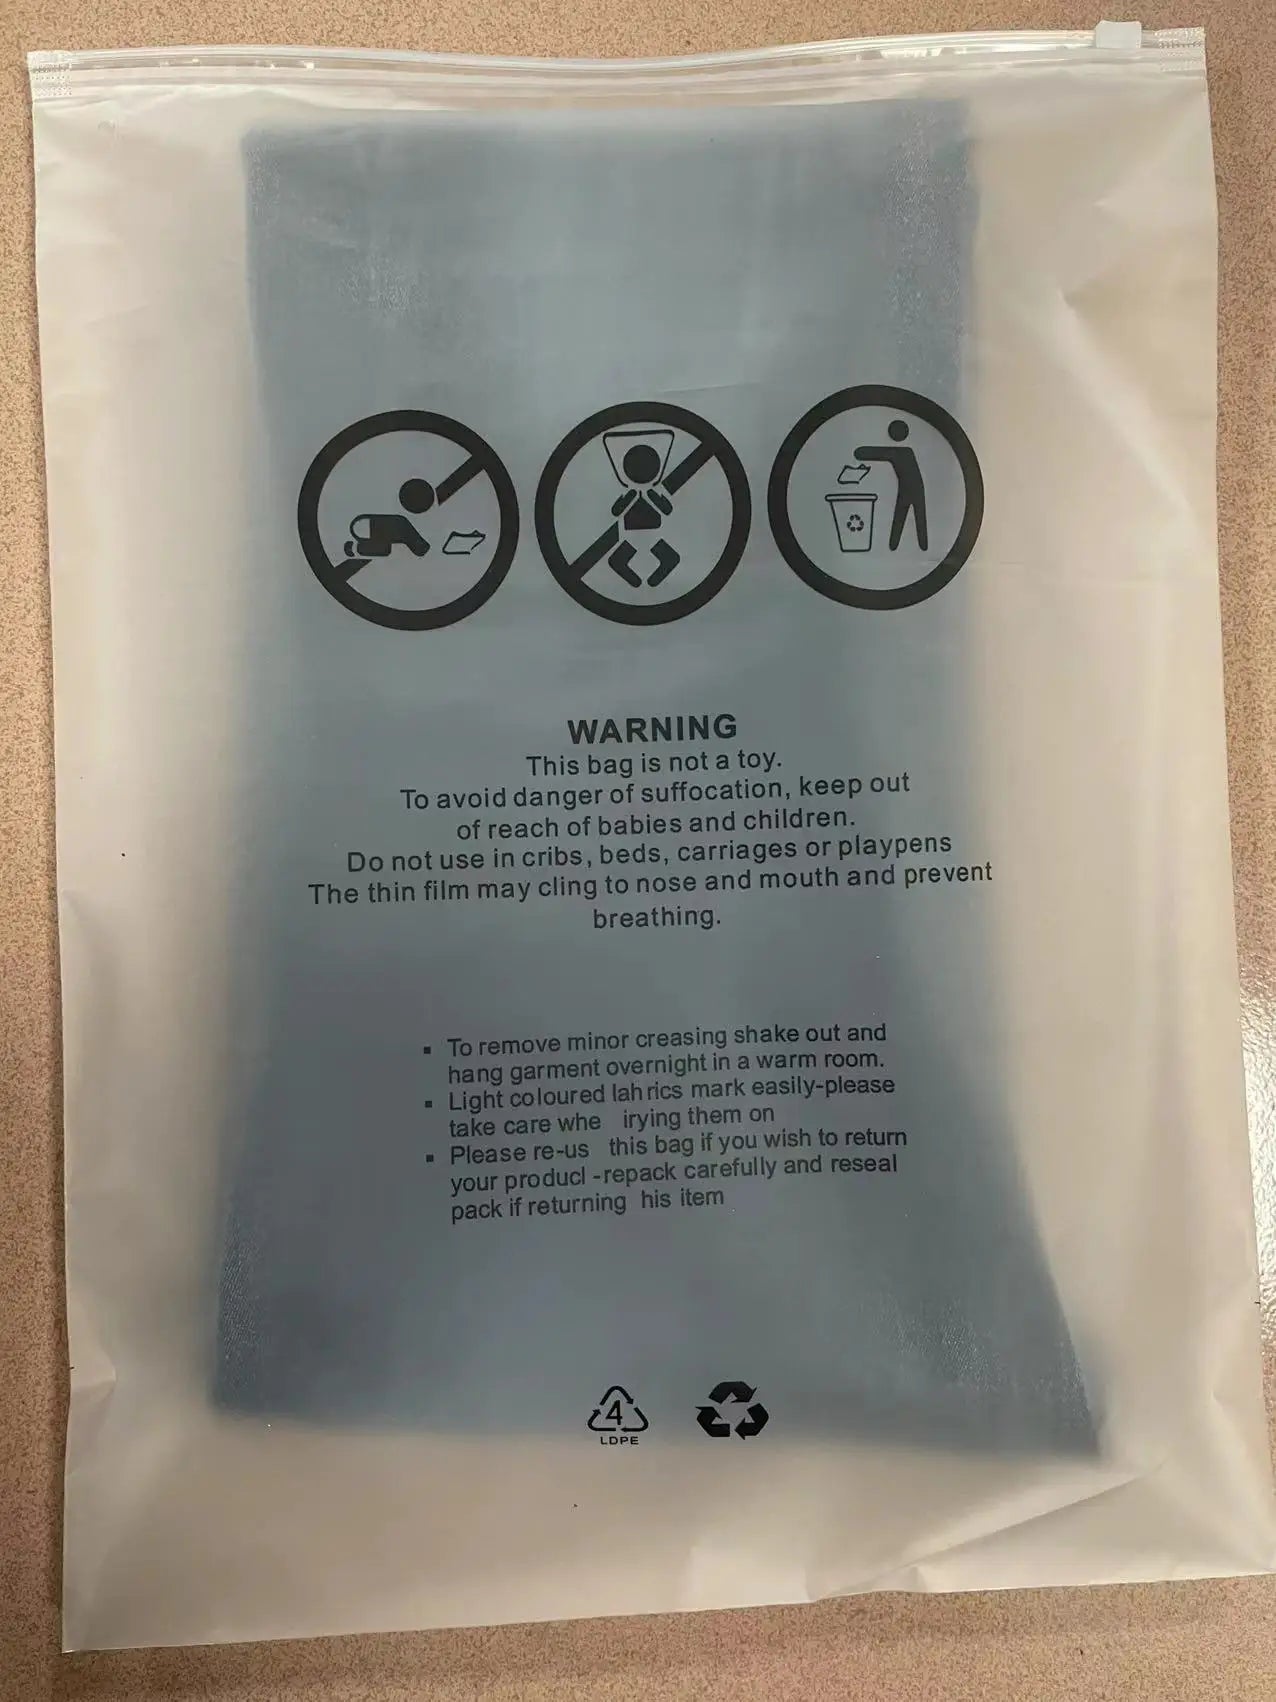 WARNING
This bag is not a toy.
To avoid danger of suffocation, keep out
of reach of babies and children.
Do not use in cribs, beds, carriages or playpens
The thin film may cling to nose and mouth and prevent
breathing.
▪ To remove minor creasing shake out and
hang garment overnight in a warm room.
▪ Light coloured lah rics mark easily-please
take care whe irying them on
▪ Please re-us this bag if you wish to return
your producl -repack carefully and reseal
pack if returning his item
4
LDPE